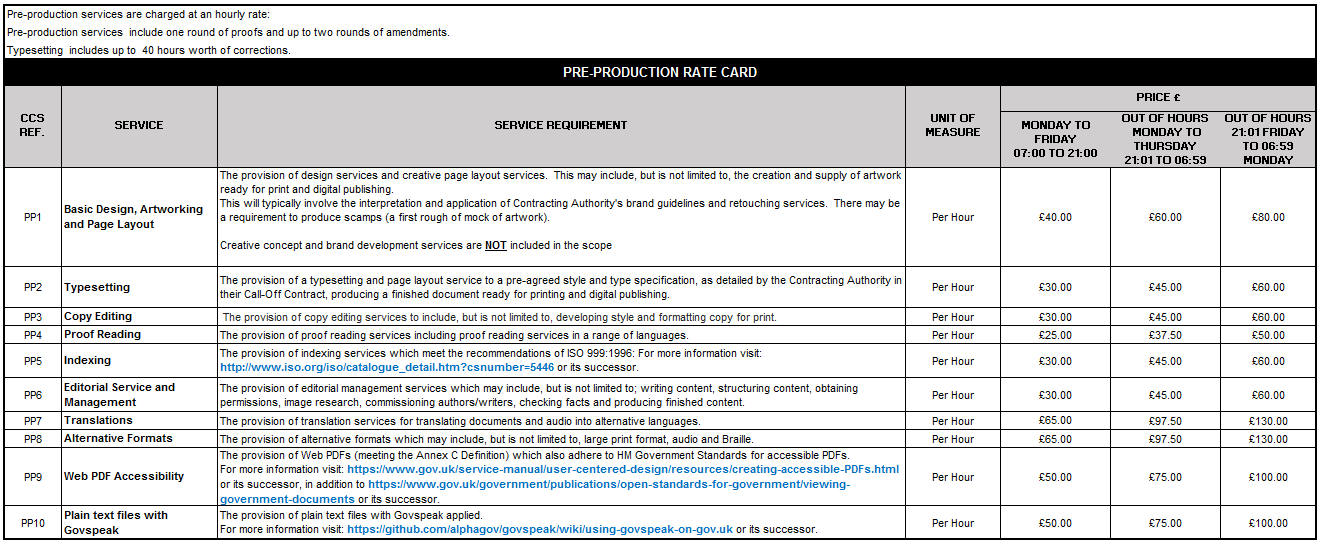 Pre-production services are charged at an hourly rate:
Pre-production services include one round of proofs and up to two rounds of amendments.
Typesetting includes up to 40 hours worth of corrections.
PRE-PRODUCTION RATE CARD
CCS REF.
SERVICE
SERVICE REQUIREMENT
UNIT OF MEASURE
PRICE £
MONDAY TO FRIDAY 07:00 TO 21:00
OUT OF HOURS MONDAY TO THURSDAY 21:01 TO 06:59
OUT OF HOURS 21:01 FRIDAY TO 06:59 MONDAY
PP1
Basic Design, Artworking
and Page Layout
The provision of design services and creative page layout services. This may include, but is not limited to, the creation and supply of artwork
ready for print and digital publishing.
This will typically involve the interpretation and application of Contracting Authority's brand guidelines and retouching services. There may be
a requirement to produce scamps (a first rough of mock of artwork).
Creative concept and brand development services are NOT included in the scope
Per Hour £40.00 £60.00 £80.00
PP2
Typesetting
The provision of a typesetting and page layout service to a pre-agreed style and type specification, as detailed by the Contracting Authority in
their Call-Off Contract, producing a finished document ready for printing and digital publishing.
Per Hour £30.00 £45.00 £60.00
PP3
Copy Editing
The provision of copy editing services to include, but is not limited to, developing style and formatting copy for print.
Per Hour £30.00 £45.00 £60.00
PP4
Proof Reading
The provision of proof reading services including proof reading services in a range of languages.
Per Hour £25.00 £37.50 £50.00
PP5
Indexing
The provision of indexing services which meet the recommendations of ISO 999:1996: For more information visit:
http://www.iso.org/iso/catalogue_detail.htm?csnumber=5446 or its successor.
Per Hour £30.00 £45.00 £60.00
PP6
Editorial Service and
Management
The provision of editorial management services which may include, but is not limited to; writing content, structuring content, obtaining
permissions, image research, commissioning authors/writers, checking facts and producing finished content.
Per Hour £30.00 £45.00 £60.00
PP7
Translations
The provision of translation services for translating documents and audio into alternative languages.
Per Hour £65.00 £97.50 £130.00
PP8
Alternative Formats
The provision of alternative formats which may include, but is not limited to, large print format, audio and Braille.
Per Hour £65.00 £97.50 £130.00
PP9
Web PDF Accessibility
The provision of Web PDFs (meeting the Annex C Definition) which also adhere to HM Government Standards for accessible PDFs.
For more information visit: https://www.gov.uk/service-manual/user-centered-design/resources/creating-accessible-PDFs.html
or its successor, in addition to https://www.gov.uk/government/publications/open-standards-for-government/viewing-
government-documents or its successor.
Per Hour £50.00 £75.00 £100.00
PP10
Plain text files with
Govspeak
The provision of plain text files with Govspeak applied.
For more information visit: https://github.com/alphagov/govspeak/wiki/using-govspeak-on-gov.uk or its successor.
Per Hour £50.00 £75.00 £100.00